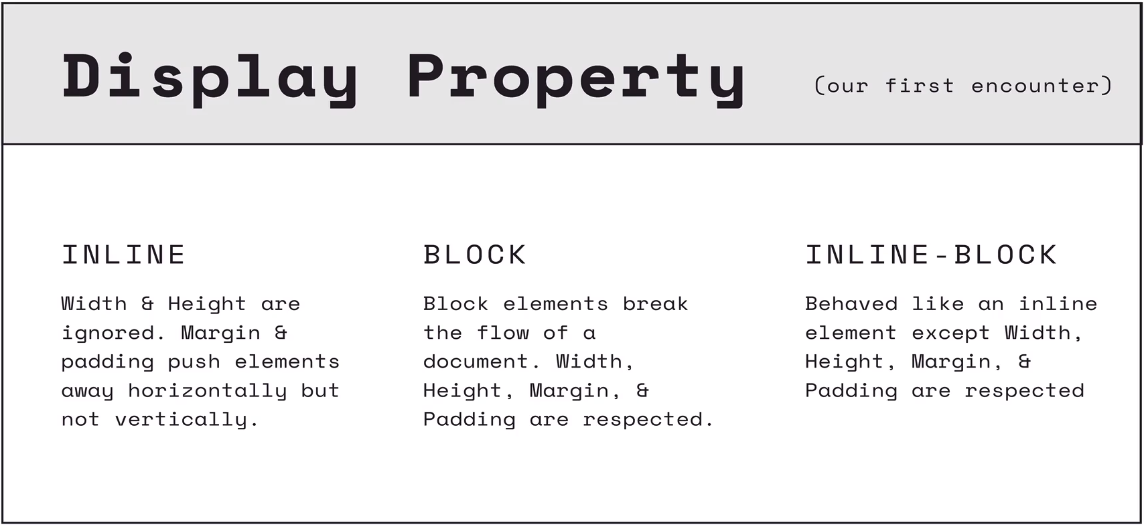 Display Property
(our first encounter)
INLINE
Width & Height are
ignored. Margin &
padding push elements
away horizontally but
not vertically.
BLOCK
Block elements break
the flow of a
document. Width,
Height, Margin, &
Padding are respected.
INLINE-BLOCK
Behaved like an inline
element except Width,
Height, Margin, &
Padding are respected